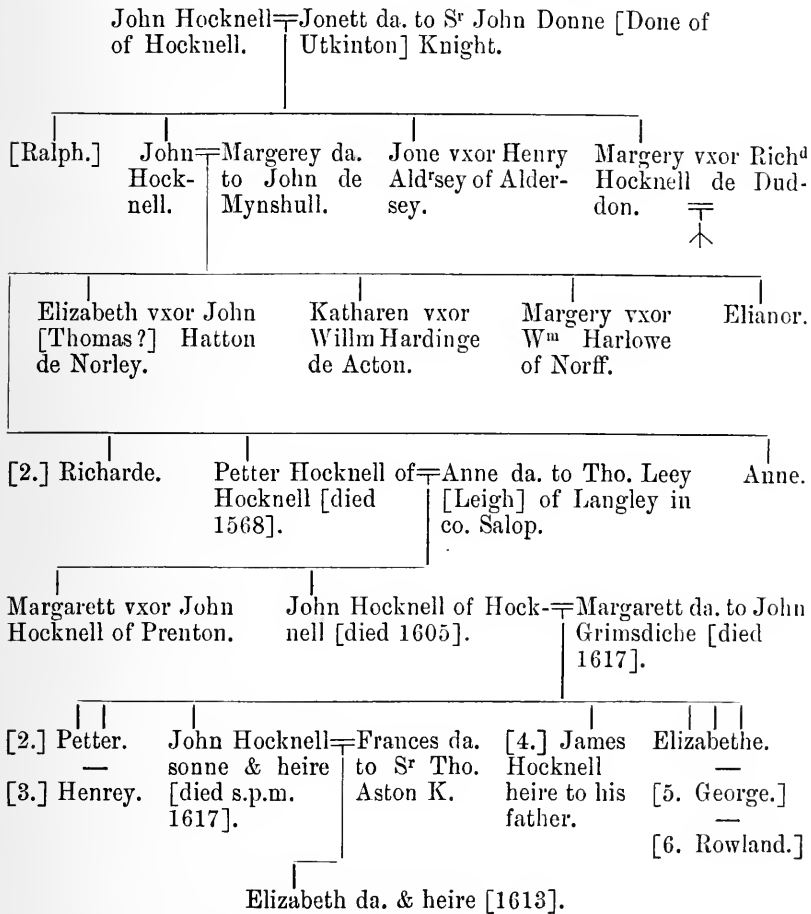 John Hocknell=Jonett da. to Sʳ John Donne [Done of
of Hocknell. Utkinton] Knight.
[Ralph.] John=Margerey da. Jone vxor Henry Margery vxor Richᵈ
Hock- to John de Aldʳsey of Alder- Hocknell de Dud-
nell. Mynshull. sey. don.
Elizabeth vxor John Katharen vxor Margery vxor Elianor.
[Thomas?] Hatton Willm Hardinge Wᵐ Harlowe
de Norley. de Acton. of Norff.
[2.] Richarde. Petter Hocknell of=Anne da. to Tho. Leey Anne.
Hocknell [died [Leigh] of Langley in
1568]. co. Salop.
Margarett vxor John John Hocknell of Hock-=Margarett da. to John
Hocknell of Prenton. nell [died 1605]. Grimsdiche [died
1617].
[2.] Petter. John Hocknell=Frances da. [4.] James Elizabethe.
— sonne & heire to Sʳ Tho. Hocknell —
[3.] Henrey. [died s.p.m. Aston K. heire to his [5. George.]
1617]. father. —
[6. Rowland.]
Elizabeth da. & heire [1613].